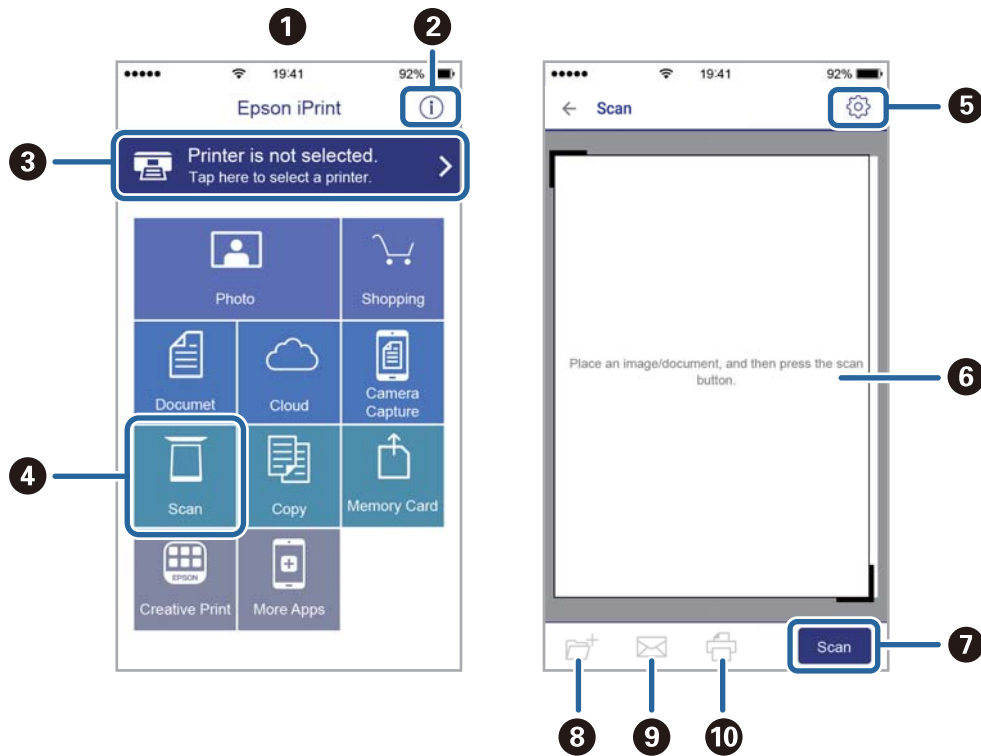 1 2
19:41 92%
Epson iPrint
3 Printer is not selected.
Tap here to select a printer.
Photo Shopping
Documet Cloud Camera
Capture
4 Scan Copy Memory Card
EPSON
Creative Print More Apps
19:41 92%
Scan 5
Place an image/document, and then press the scan 6
button.
Scan 7
8 9 10